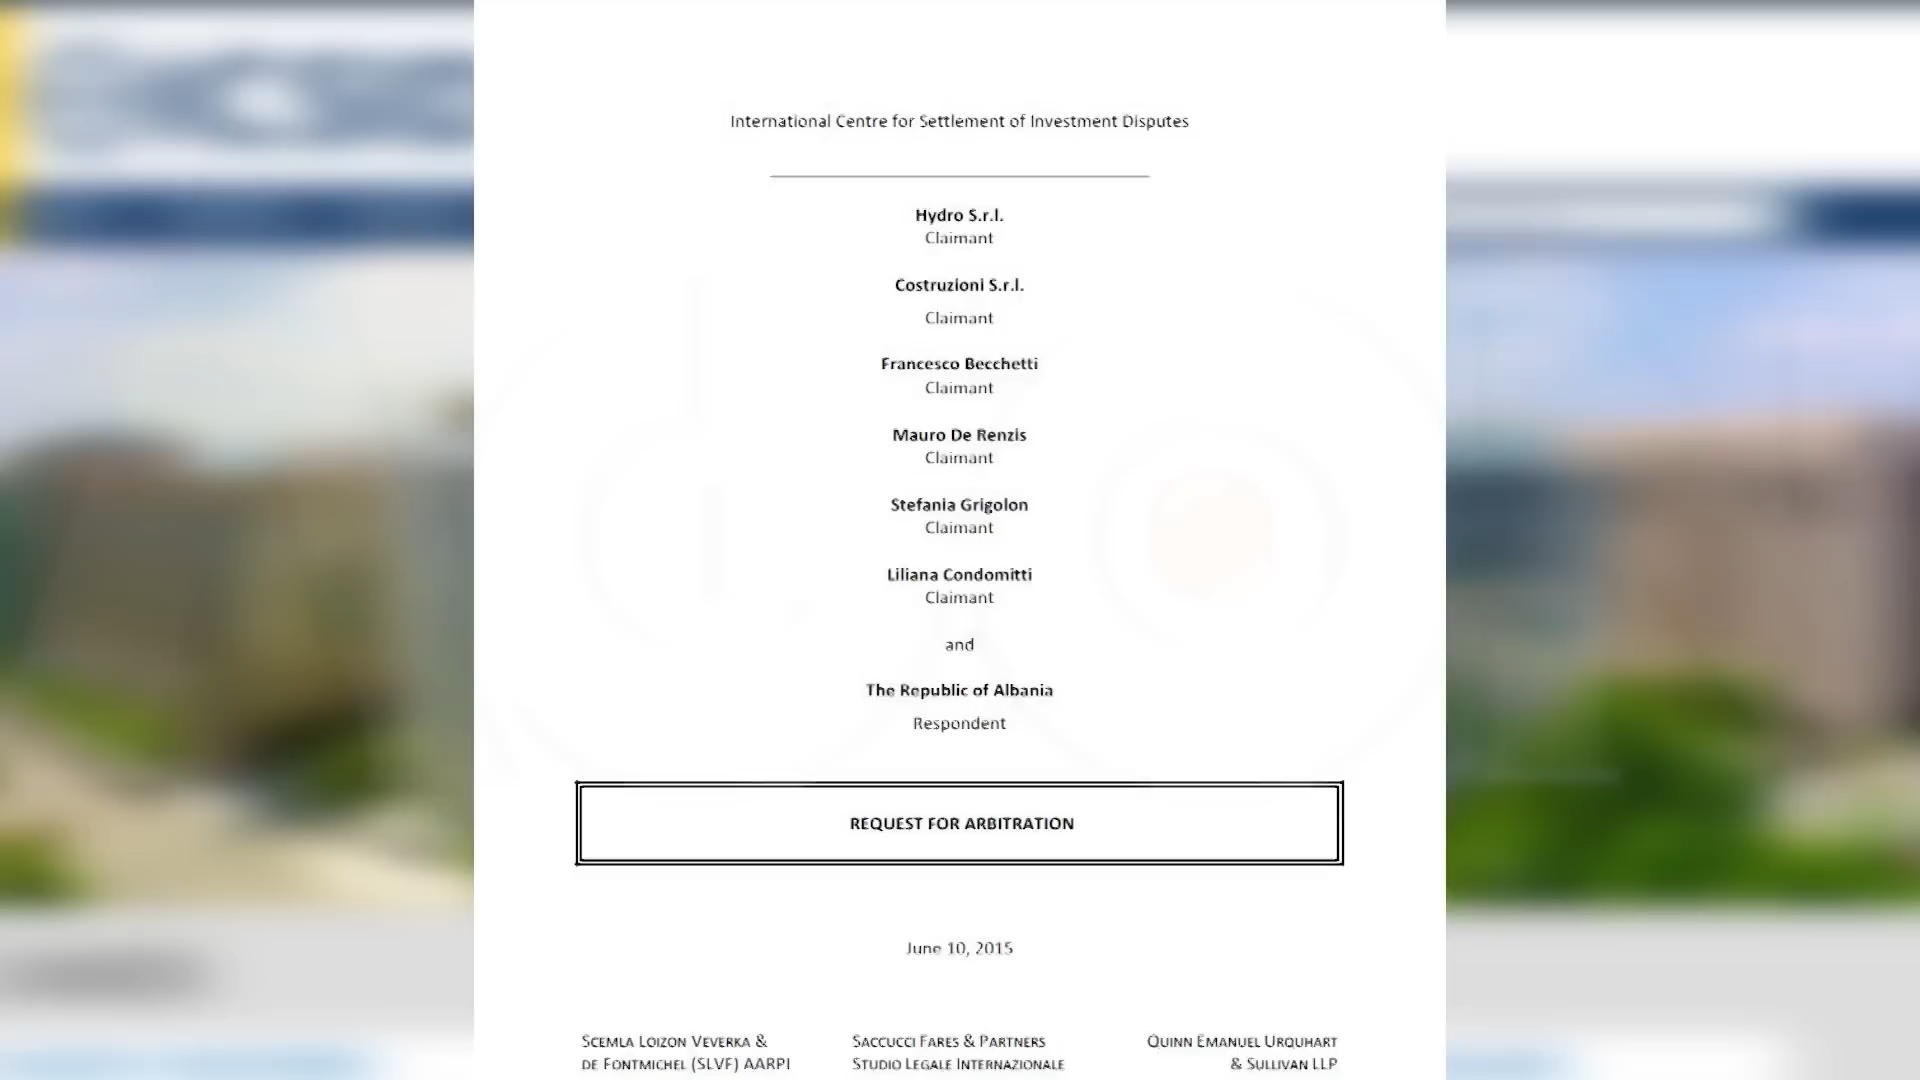 International Centre for Settlement of Investment Disputes
Hydro S.r.l.
Claimant
Costruzioni S.r.l.
Claimant
Francesco Becchetti
Claimant
Mauro De Renzis
Claimant
Stefania Grigolon
Claimant
Liliana Condomitti
Claimant
and
The Republic of Albania
Respondent
REQUEST FOR ARBITRATION
June 10, 2015
SCEMLA LOIZON VEVERKA & SACCUCCI FARES & PARTNERS QUINN EMANUEL URQUHART
DE FONTMICHEL (SLVF) AARPI STUDIO LEGALE INTERNAZIONALE & SULLIVAN LLP